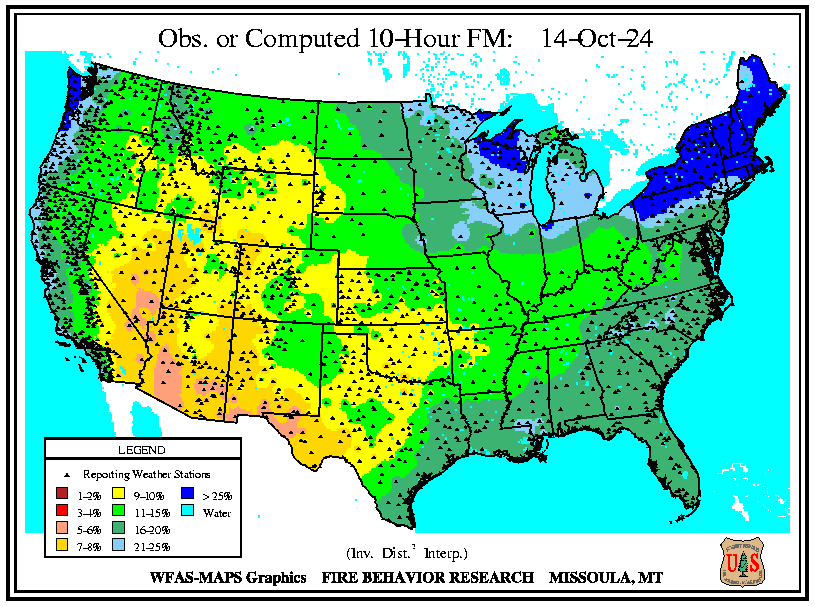 Obs. or Computed 10-Hour FM: 14-Oct-24
LEGEND
Reporting Weather Stations
1-2% 9-10% > 25%
3-4% 11-15% Water
5-6% 16-20%
7-8% 21-25%
(Inv. Dist.² Interp.)
WFAS-MAPS Graphics FIRE BEHAVIOR RESEARCH MISSOULA, MT
U S